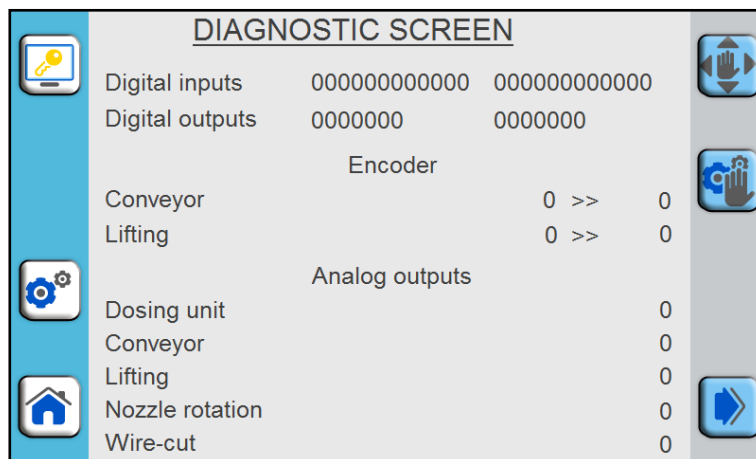 DIAGNOSTIC SCREEN
Digital inputs 000000000000 000000000000
Digital outputs 0000000 0000000
Encoder
Conveyor 0 >> 0
Lifting 0 >> 0
Analog outputs
Dosing unit 0
Conveyor 0
Lifting 0
Nozzle rotation 0
Wire-cut 0